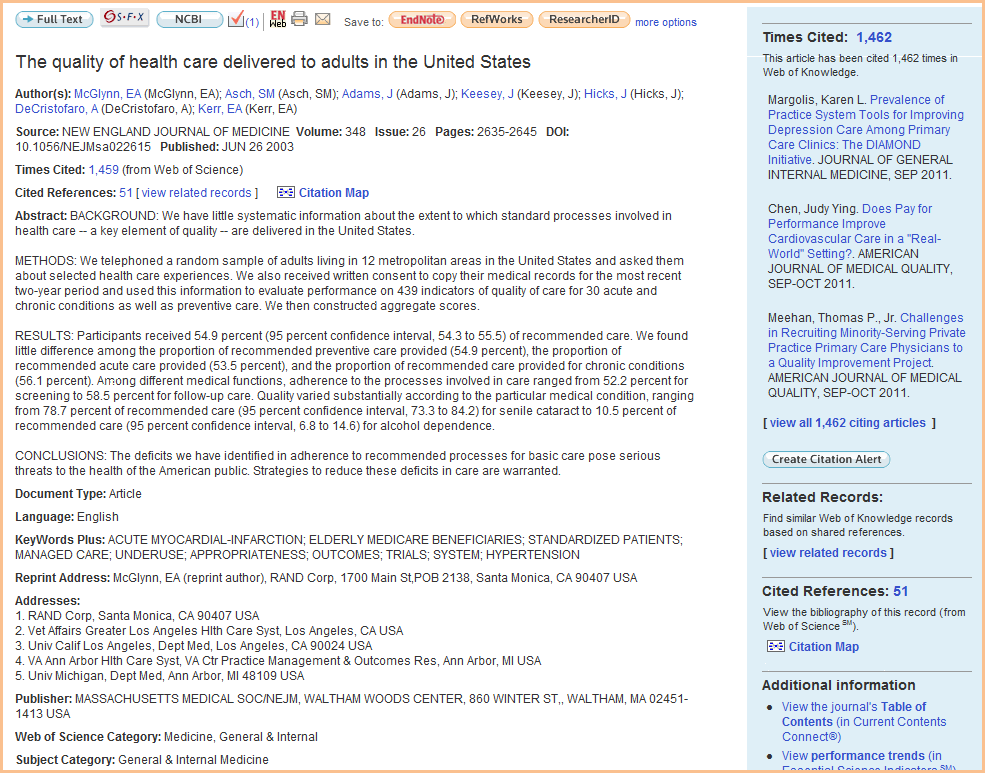 Full Text
S·F·X
NCBI
(1)
EN
Web
Save to:
EndNote
RefWorks
ResearcherID
more options
The quality of health care delivered to adults in the United States
Author(s): McGlynn, EA (McGlynn, EA); Asch, SM (Asch, SM); Adams, J (Adams, J); Keesey, J (Keesey, J); Hicks, J (Hicks, J);
DeCristofaro, A (DeCristofaro, A); Kerr, EA (Kerr, EA)
Source: NEW ENGLAND JOURNAL OF MEDICINE Volume: 348 Issue: 26 Pages: 2635-2645 DOI:
10.1056/NEJMsa022615 Published: JUN 26 2003
Times Cited: 1,459 (from Web of Science)
Cited References: 51 [ view related records ] Citation Map
Abstract: BACKGROUND: We have little systematic information about the extent to which standard processes involved in
health care -- a key element of quality -- are delivered in the United States.
METHODS: We telephoned a random sample of adults living in 12 metropolitan areas in the United States and asked them
about selected health care experiences. We also received written consent to copy their medical records for the most recent
two-year period and used this information to evaluate performance on 439 indicators of quality of care for 30 acute and
chronic conditions as well as preventive care. We then constructed aggregate scores.
RESULTS: Participants received 54.9 percent (95 percent confidence interval, 54.3 to 55.5) of recommended care. We found
little difference among the proportion of recommended preventive care provided (54.9 percent), the proportion of
recommended acute care provided (53.5 percent), and the proportion of recommended care provided for chronic conditions
(56.1 percent). Among different medical functions, adherence to the processes involved in care ranged from 52.2 percent for
screening to 58.5 percent for follow-up care. Quality varied substantially according to the particular medical condition, ranging
from 78.7 percent of recommended care (95 percent confidence interval, 73.3 to 84.2) for senile cataract to 10.5 percent of
recommended care (95 percent confidence interval, 6.8 to 14.6) for alcohol dependence.
CONCLUSIONS: The deficits we have identified in adherence to recommended processes for basic care pose serious
threats to the health of the American public. Strategies to reduce these deficits in care are warranted.
Document Type: Article
Language: English
KeyWords Plus: ACUTE MYOCARDIAL-INFARCTION; ELDERLY MEDICARE BENEFICIARIES; STANDARDIZED PATIENTS;
MANAGED CARE; UNDERUSE; APPROPRIATENESS; OUTCOMES; TRIALS; SYSTEM; HYPERTENSION
Reprint Address: McGlynn, EA (reprint author), RAND Corp, 1700 Main St,POB 2138, Santa Monica, CA 90407 USA
Addresses:
1. RAND Corp, Santa Monica, CA 90407 USA
2. Vet Affairs Greater Los Angeles Hlth Care Syst, Los Angeles, CA USA
3. Univ Calif Los Angeles, Dept Med, Los Angeles, CA 90024 USA
4. VA Ann Arbor Hlth Care Syst, VA Ctr Practice Management & Outcomes Res, Ann Arbor, MI USA
5. Univ Michigan, Dept Med, Ann Arbor, MI 48109 USA
Publisher: MASSACHUSETTS MEDICAL SOC/NEJM, WALTHAM WOODS CENTER, 860 WINTER ST,, WALTHAM, MA 02451-
1413 USA
Web of Science Category: Medicine, General & Internal
Subject Category: General & Internal Medicine
Times Cited: 1,462
This article has been cited 1,462 times in
Web of Knowledge.
Margolis, Karen L. Prevalence of
Practice System Tools for Improving
Depression Care Among Primary
Care Clinics: The DIAMOND
Initiative. JOURNAL OF GENERAL
INTERNAL MEDICINE, SEP 2011.
Chen, Judy Ying. Does Pay for
Performance Improve
Cardiovascular Care in a "Real-
World" Setting?. AMERICAN
JOURNAL OF MEDICAL QUALITY,
SEP-OCT 2011.
Meehan, Thomas P., Jr. Challenges
in Recruiting Minority-Serving Private
Practice Primary Care Physicians to
a Quality Improvement Project.
AMERICAN JOURNAL OF MEDICAL
QUALITY, SEP-OCT 2011.
[ view all 1,462 citing articles ]
Create Citation Alert
Related Records:
Find similar Web of Knowledge records
based on shared references.
[ view related records ]
Cited References: 51
View the bibliography of this record (from
Web of Science SM).
Citation Map
Additional information
● View the journal's Table of
Contents (in Current Contents
Connect®)
● View performance trends (in
Essential Science Indicators SM)